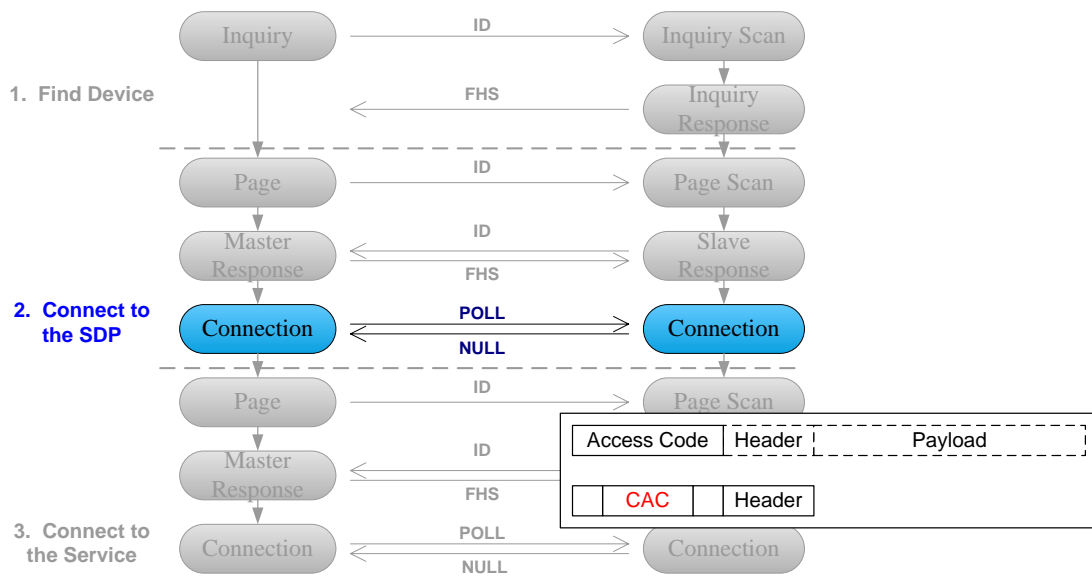 Inquiry
ID
Inquiry Scan
1. Find Device
FHS
Inquiry
Response
Page
ID
Page Scan
Master
Response
ID
FHS
Slave
Response
2. Connect to
the SDP
Connection
POLL
NULL
Connection
Page
ID
Page Scan
Access Code
Header
Payload
Master
Response
ID
FHS
CAC
Header
3. Connect to
the Service
Connection
POLL
NULL
Connection